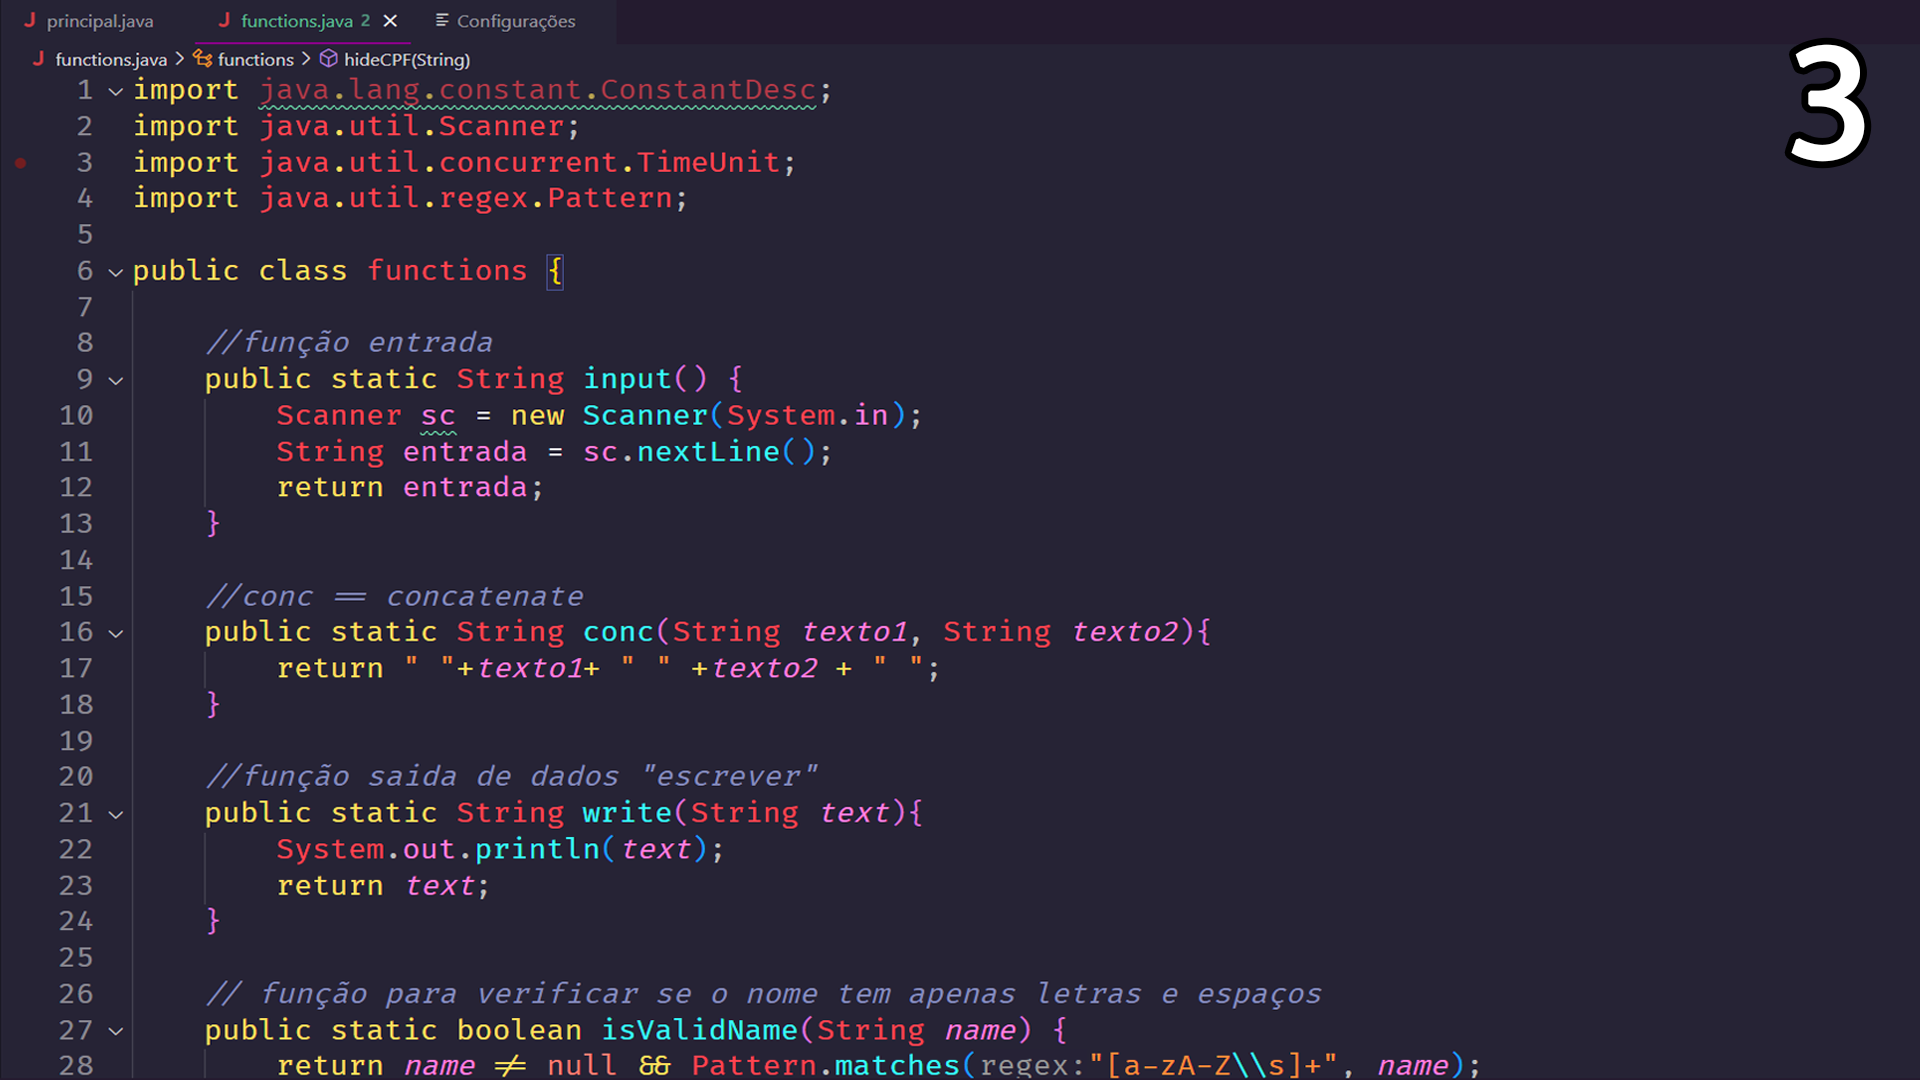 principal.java functions.java 2 Configurações
functions.java functions hideCPF(String)
3
1 import java.lang.constant.ConstantDesc;
2 import java.util.Scanner;
3 import java.util.concurrent.TimeUnit;
4 import java.util.regex.Pattern;
5
6 public class functions {
7
8 //função entrada
9 public static String input() {
10 Scanner sc = new Scanner(System.in);
11 String entrada = sc.nextLine();
12 return entrada;
13 }
14
15 //conc == concatenate
16 public static String conc(String texto1, String texto2){
17 return " "+texto1+ " " +texto2 + " ";
18 }
19
20 //função saida de dados "escrever"
21 public static String write(String text){
22 System.out.println(text);
23 return text;
24 }
25
26 // função para verificar se o nome tem apenas letras e espaços
27 public static boolean isValidName(String name) {
28 return name != null && Pattern.matches(regex:"[a-zA-Z\\s]+", name);